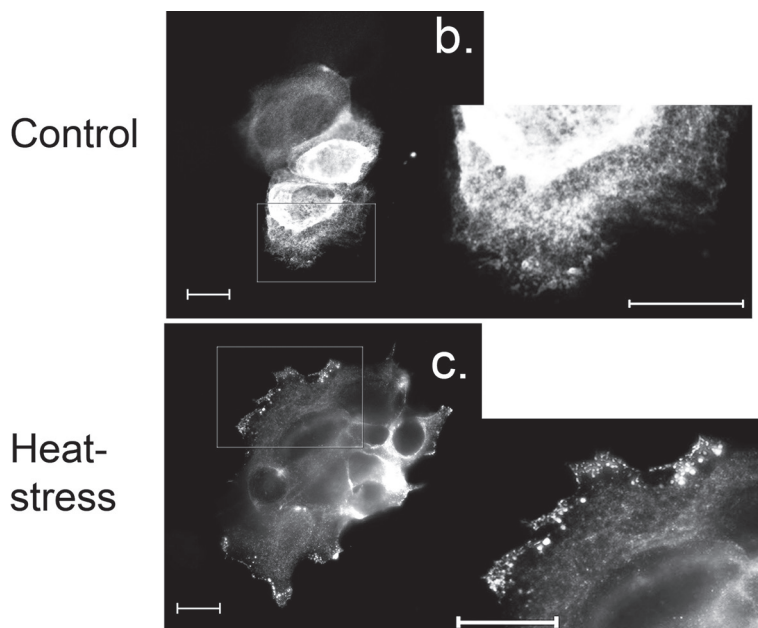 b.
Control
c.
Heat-
stress